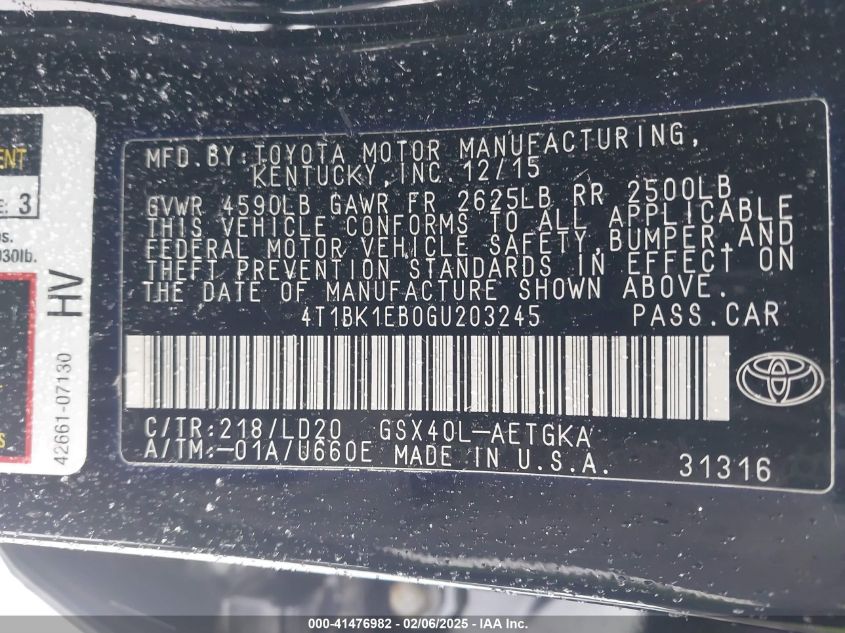 MFD.BY:TOYOTA MOTOR MANUFACTURING,
KENTUCKY,INC.12/15
GVWR 4590LB GAWR FR 2625LB RR 2500LB
THIS VEHICLE CONFORMS TO ALL APPLICABLE
FEDERAL MOTOR VEHICLE SAFETY,BUMPER,AND
THEFT PREVENTION STANDARDS IN EFFECT ON
THE DATE OF MANUFACTURE SHOWN ABOVE.
4T1BK1EB0GU203245 PASS.CAR
C/TR:218/LD20 GSX40L-AETGKA
A/TM:-01A/U660E MADE IN U.S.A. 31316
3
030lb.
HV
42661-07130
000-41476982 - 02/06/2025 - IAA Inc.